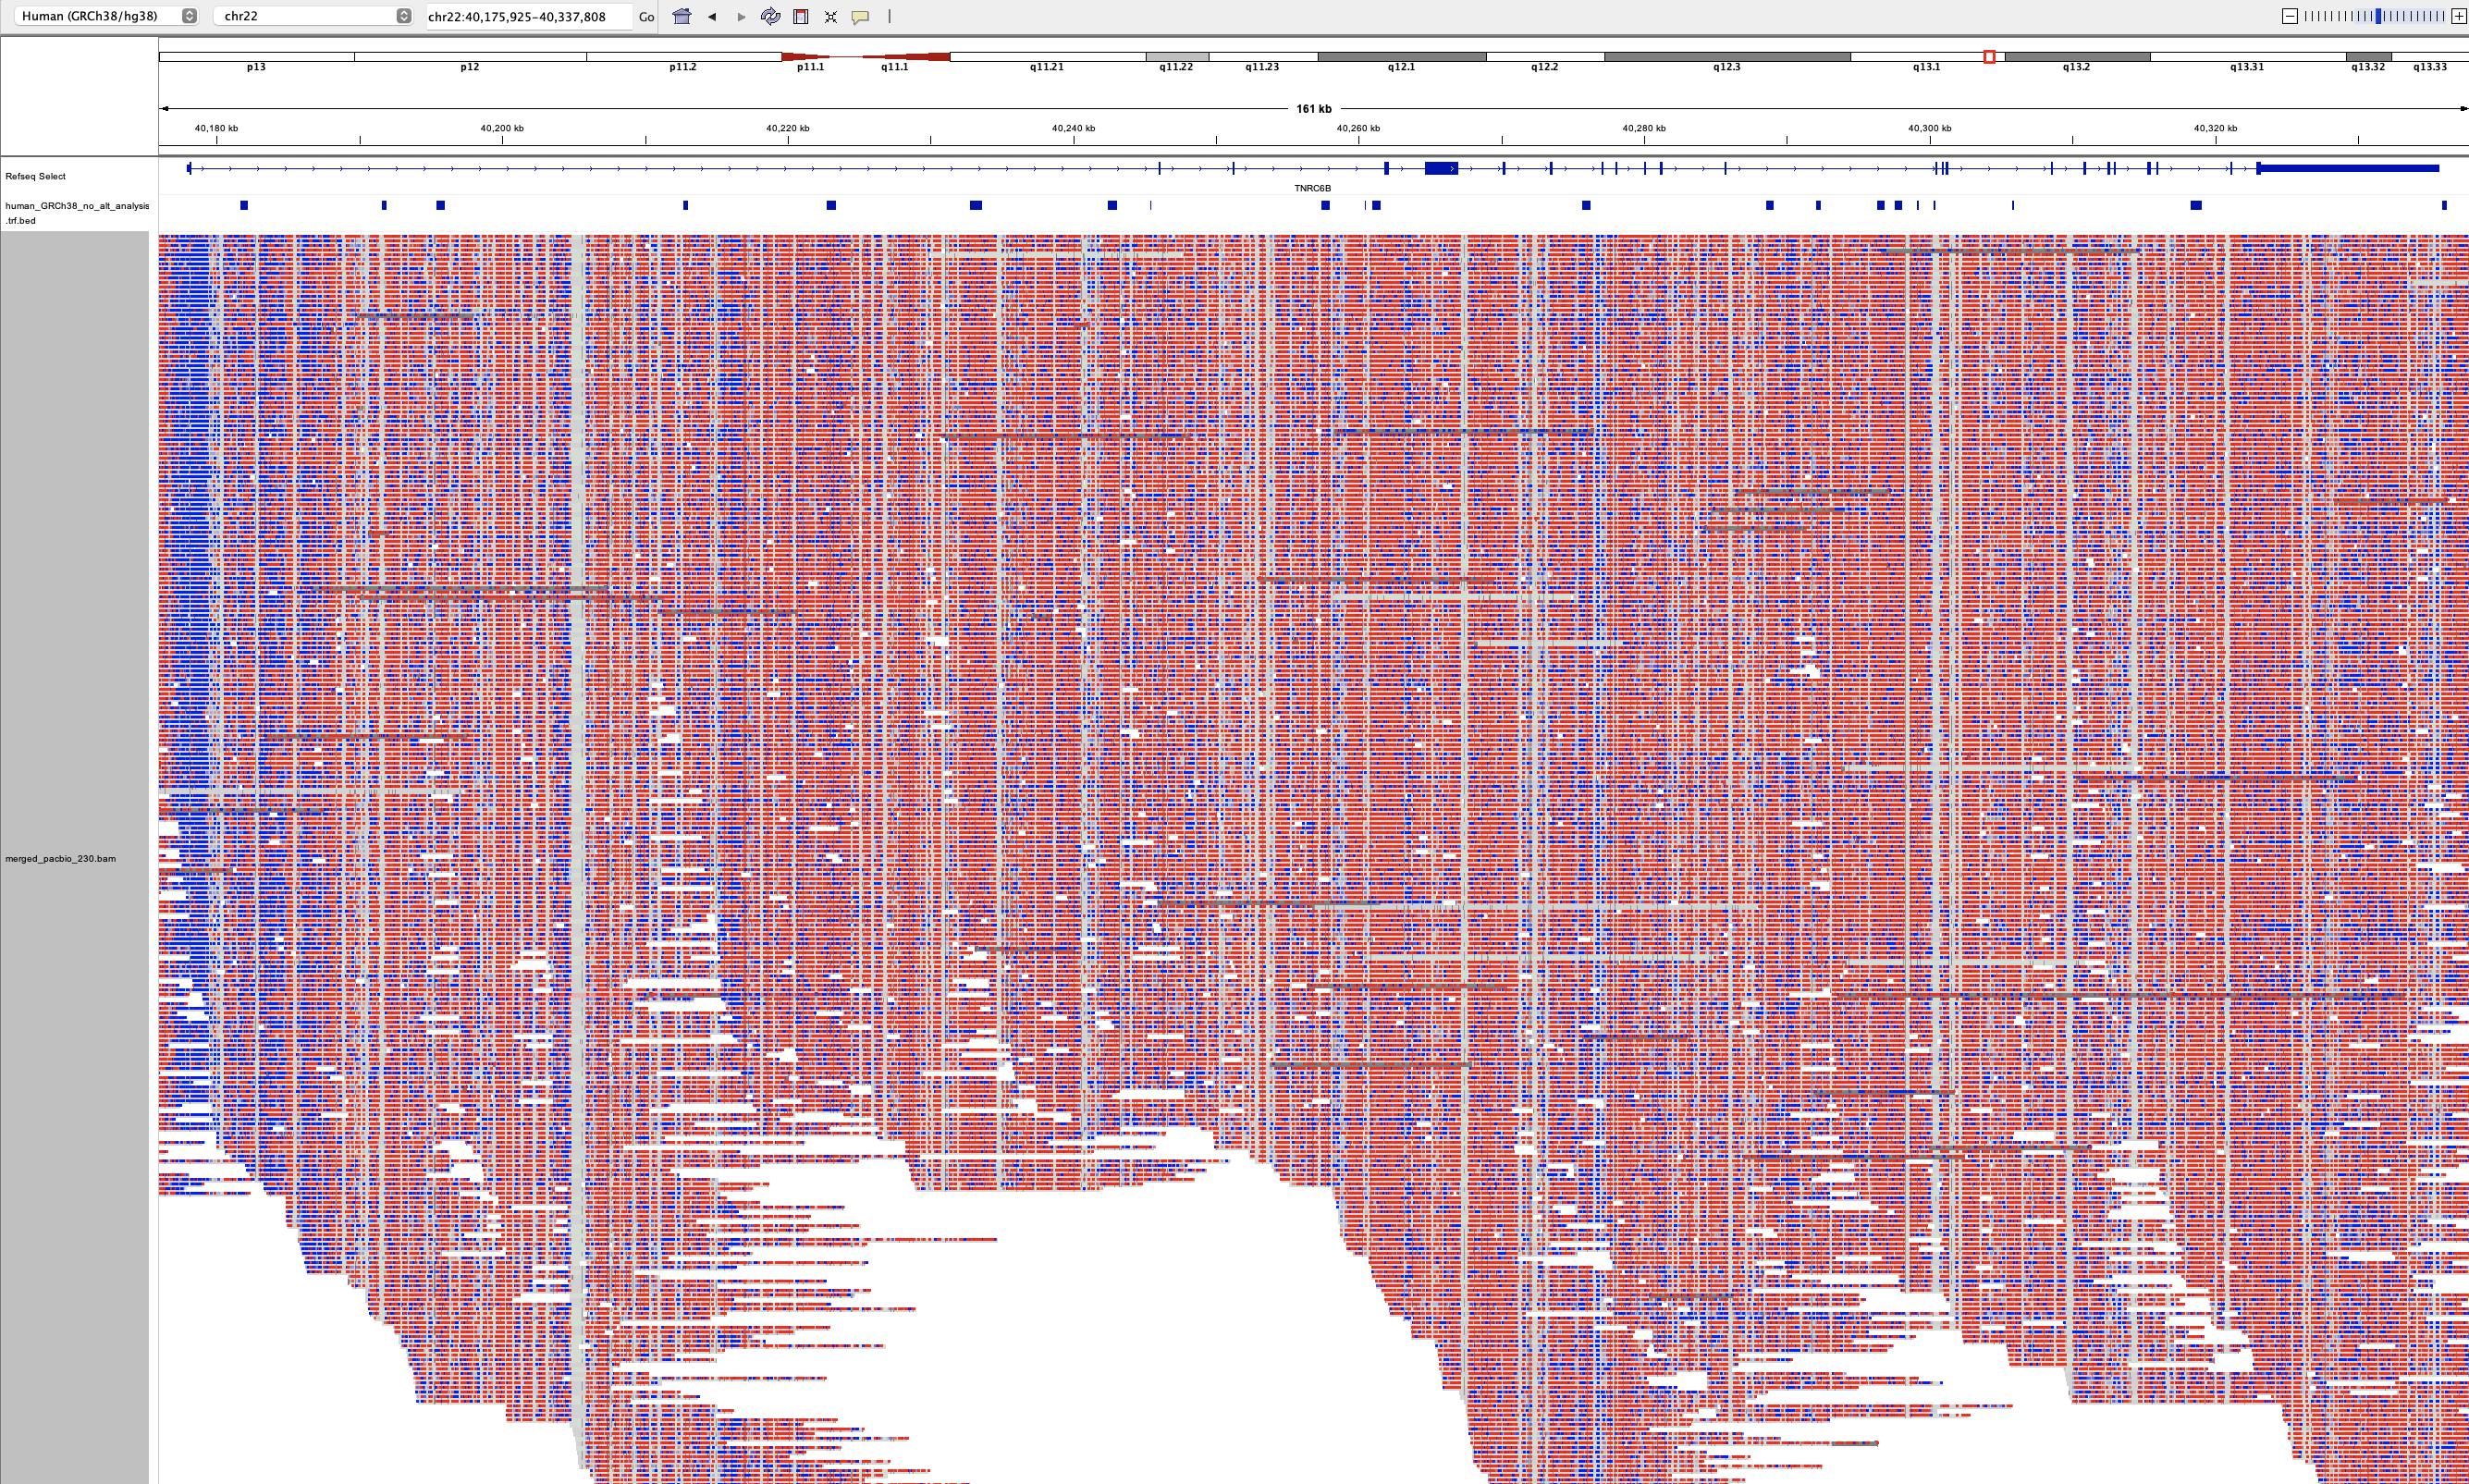 Human (GRCh38/hg38) chr22 chr22:40,175,925-40,337,808 Go
p13 p12 p11.2 p11.1 q11.1 q11.21 q11.22 q11.23 q12.1 q12.2 q12.3 q13.1 q13.2 q13.31 q13.32 q13.33
161 kb
40,180 kb 40,200 kb 40,220 kb 40,240 kb 40,260 kb 40,280 kb 40,300 kb 40,320 kb
Refseq Select
TNRC6B
human_GRCh38_no_alt_analysis
.trf.bed
merged_pacbio_230.bam